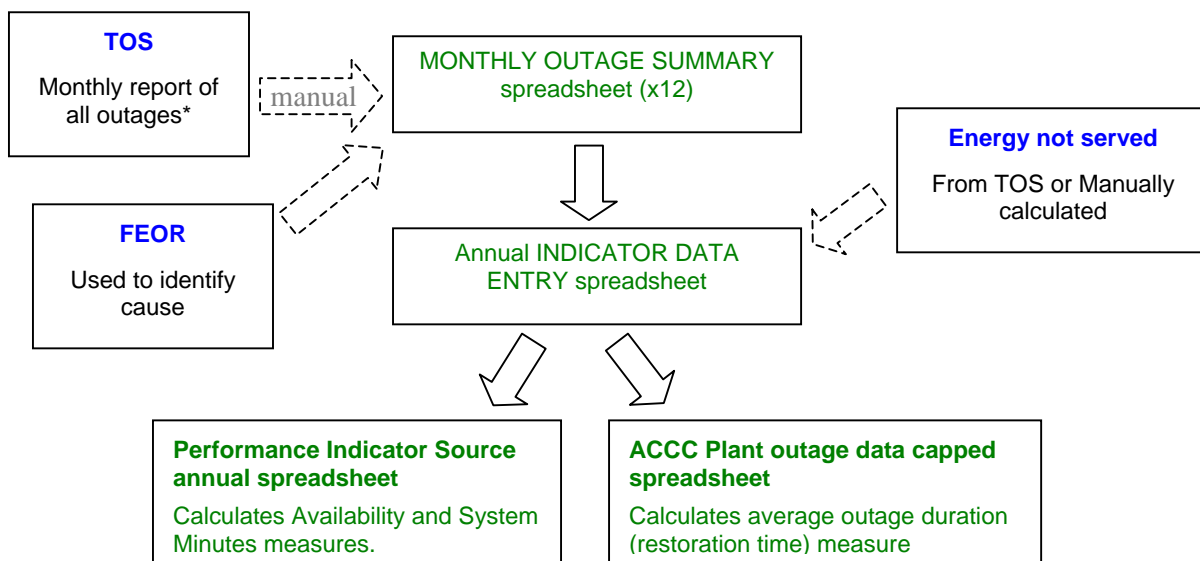 TOS
Monthly report of
all outages*
manual
MONTHLY OUTAGE SUMMARY
spreadsheet (x12)
Energy not served
From TOS or Manually
calculated
FEOR
Used to identify
cause
Annual INDICATOR DATA
ENTRY spreadsheet
Performance Indicator Source
annual spreadsheet
Calculates Availability and System
Minutes measures.
ACCC Plant outage data capped
spreadsheet
Calculates average outage duration
(restoration time) measure